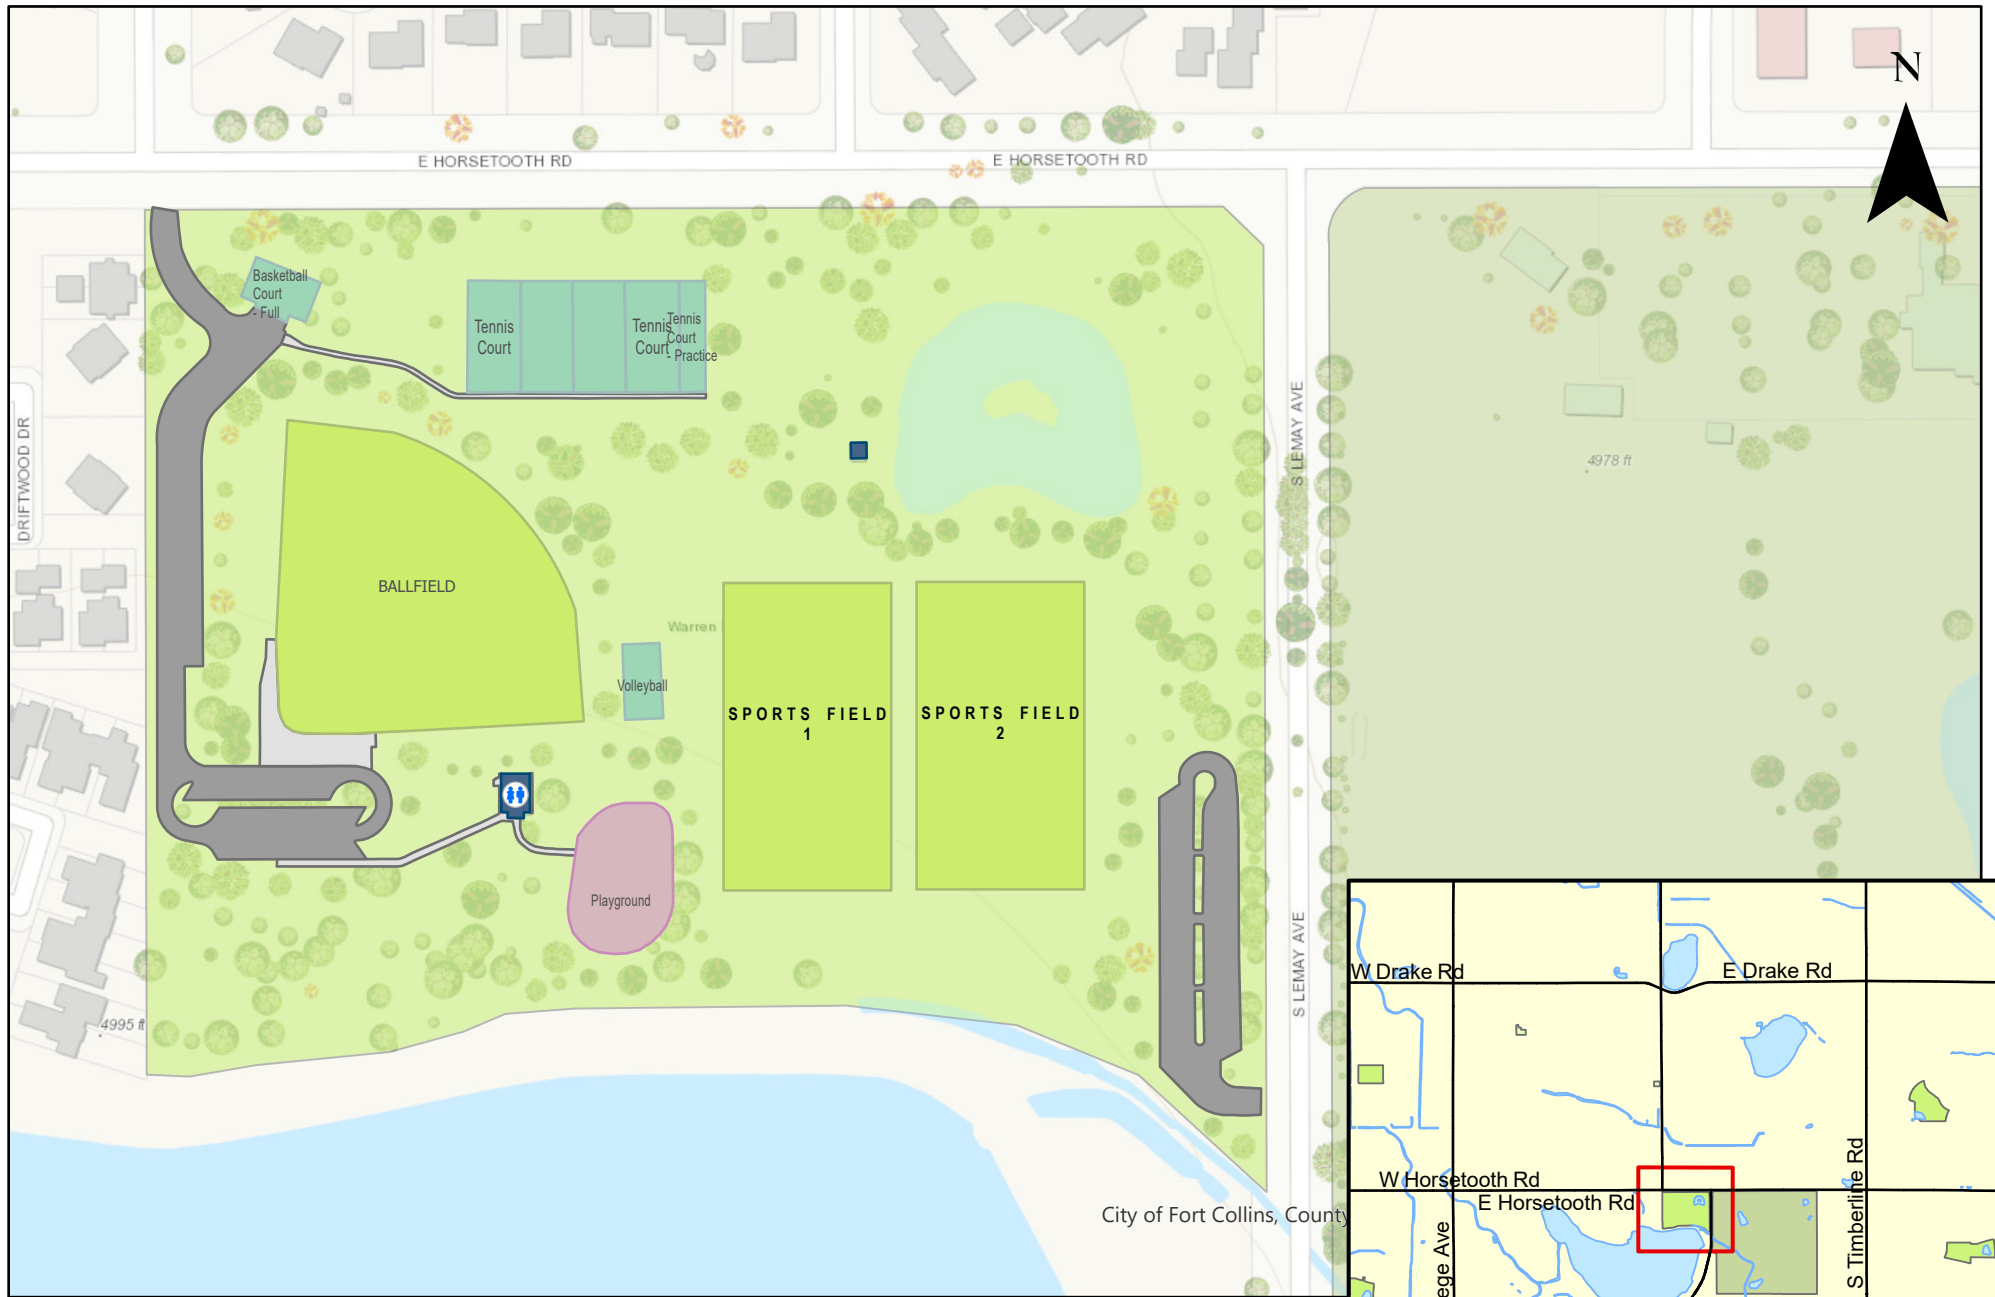 N
E HORSETOOTH RD
E HORSETOOTH RD
Basketball
Court
- Full
Tennis
Court
Tennis
Court
Tennis
Court
- Practice
DRIFTWOOD DR
S LEMAY AVE
4978 ft
BALLFIELD
Warren
Volleyball
SPORTS FIELD
1
SPORTS FIELD
2
Playground
S LEMAY AVE
4995 ft
City of Fort Collins, County
W Drake Rd
E Drake Rd
W Horsetooth Rd
E Horsetooth Rd
S Timberline Rd
ege Ave